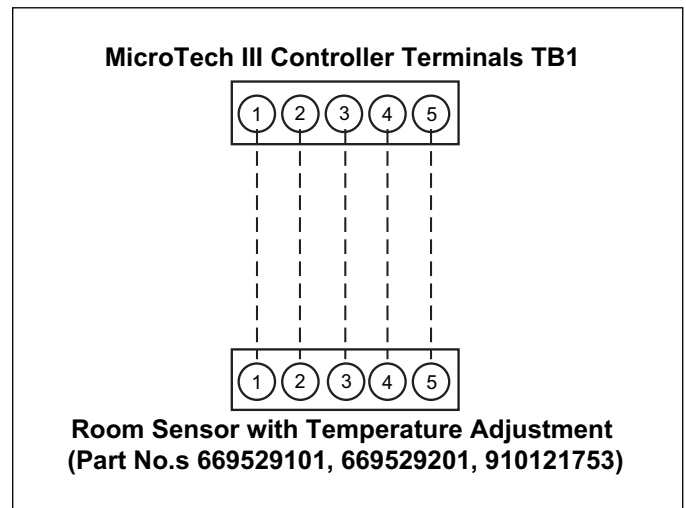 MicroTech III Controller Terminals TB1
1 2 3 4 5
1 2 3 4 5
Room Sensor with Temperature Adjustment
(Part No.s 669529101, 669529201, 910121753)